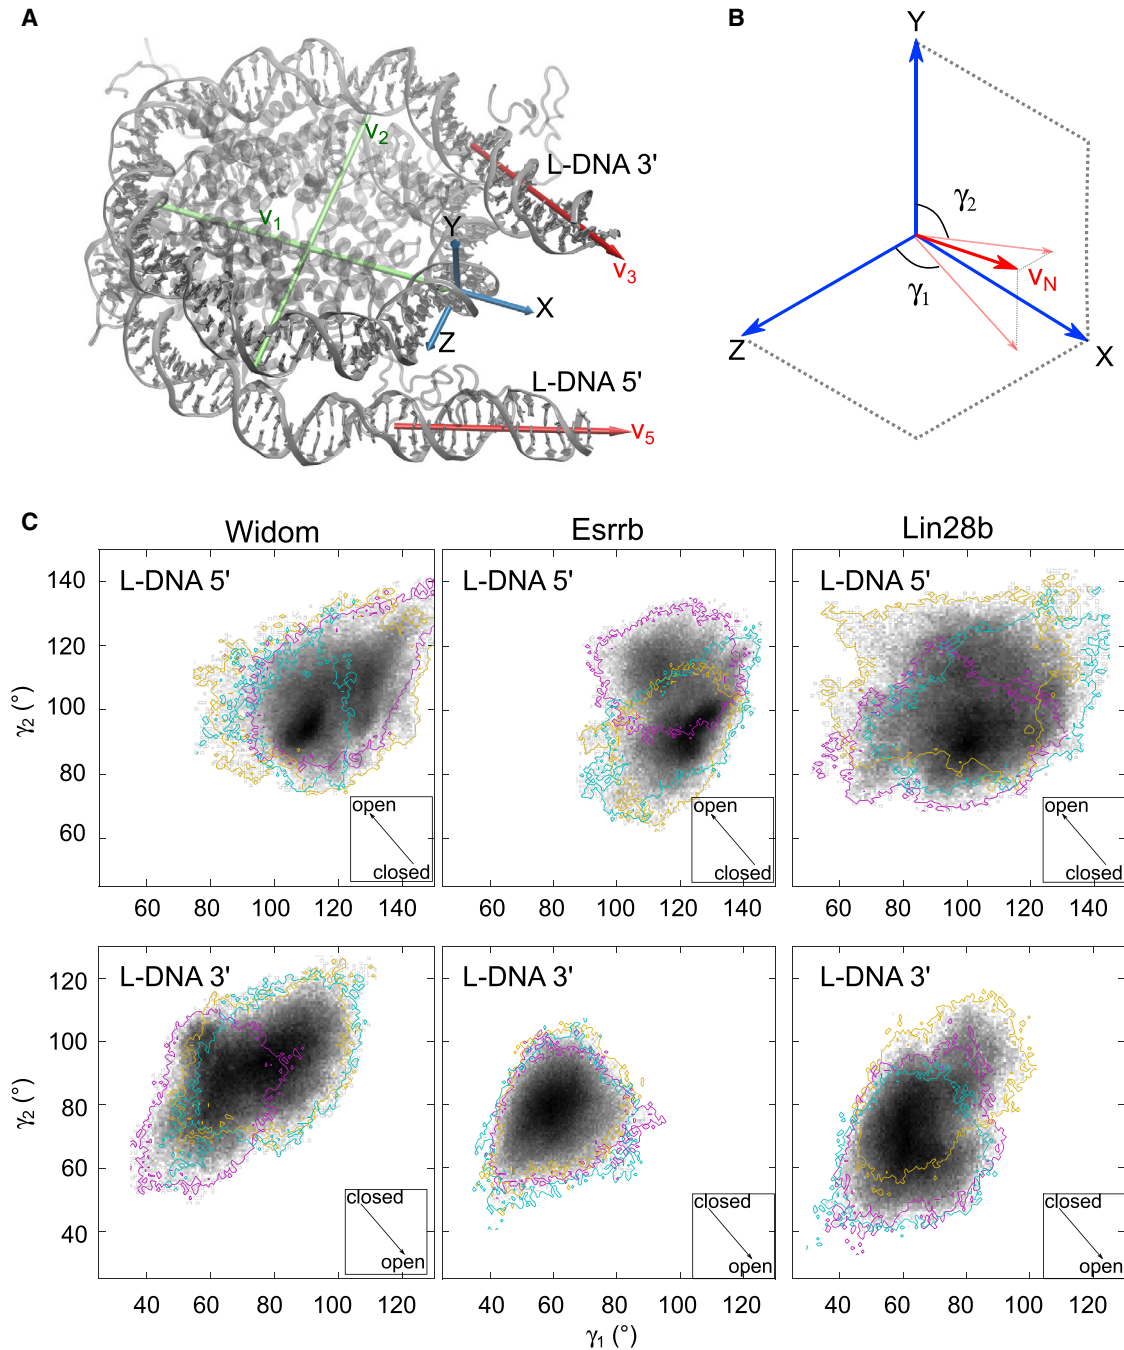 A
B
v₂
v₁
L-DNA 3'
Y
v₃
X
Z
L-DNA 5'
v₅
Y
γ₂
γ₁
v_N
Z
X
C
Widom
Esrrb
Lin28b
140
120
100
80
60
γ₂ (°)
L-DNA 5'
open
closed
60 80 100 120 140
L-DNA 5'
open
closed
60 80 100 120 140
L-DNA 5'
open
closed
60 80 100 120 140
120
100
80
60
40
γ₂ (°)
L-DNA 3'
closed
open
40 60 80 100 120
L-DNA 3'
closed
open
40 60 80 100 120
L-DNA 3'
closed
open
40 60 80 100 120
γ₁ (°)